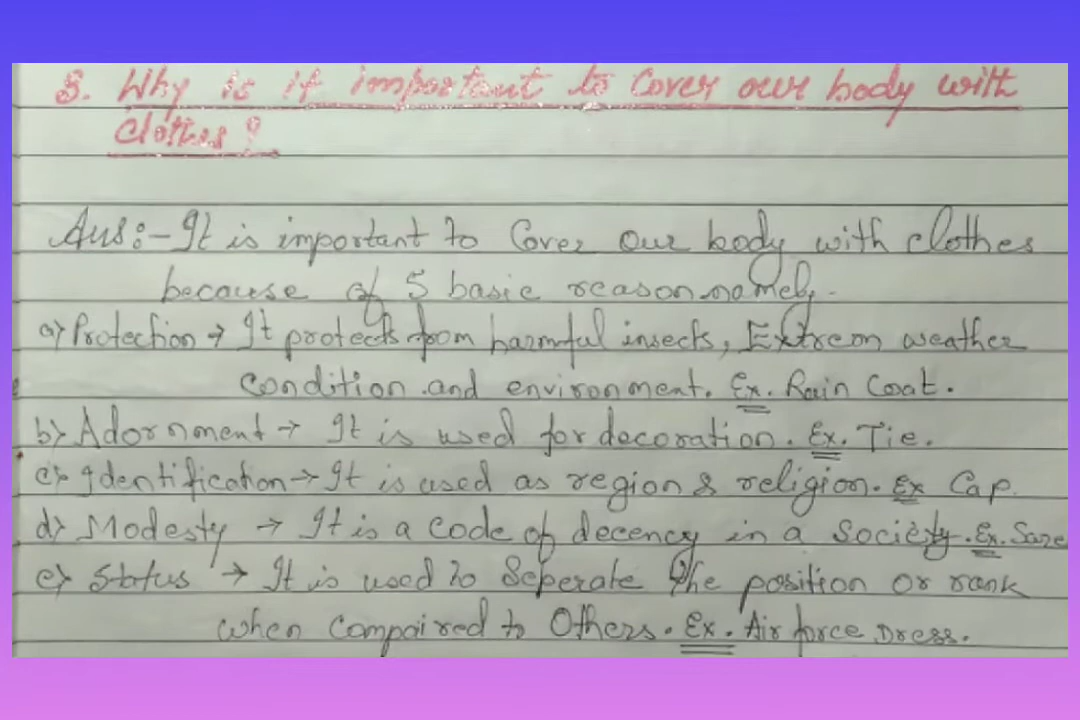 3. Why is it important to Cover our body with
Clothes?
Ans:- It is important to Cover our body with clothes
because of 5 basic reason namely.
a) Protection → It protects from harmful insects, Extreem weather
Condition and environment. Ex. Rain Coat.
b) Adornment → It is used for decoration. Ex. Tie.
c) Identification → It is used as region & religion. Ex Cap.
d) Modesty → It is a Code of decency in a Society. Ex. Saree
e) Status → It is used to Seperate the position or rank
when Compaired to Others. Ex. Air force Dress.